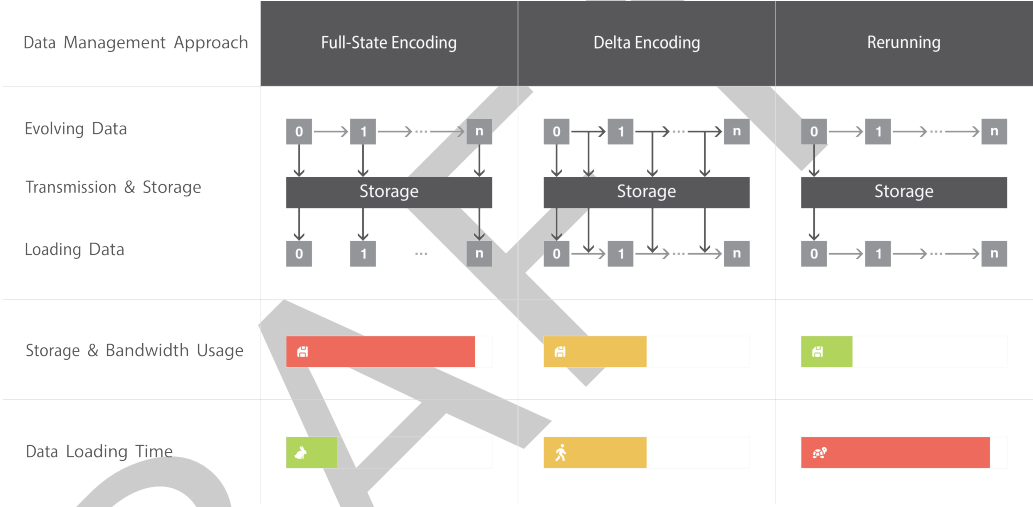 Data Management Approach Full-State Encoding Delta Encoding Rerunning
Evolving Data 0 1 ... n 0 1 ... n 0 1 ... n
Transmission & Storage Storage Storage Storage
Loading Data 0 1 ... n 0 1 ... n 0 1 ... n
Storage & Bandwidth Usage
Data Loading Time